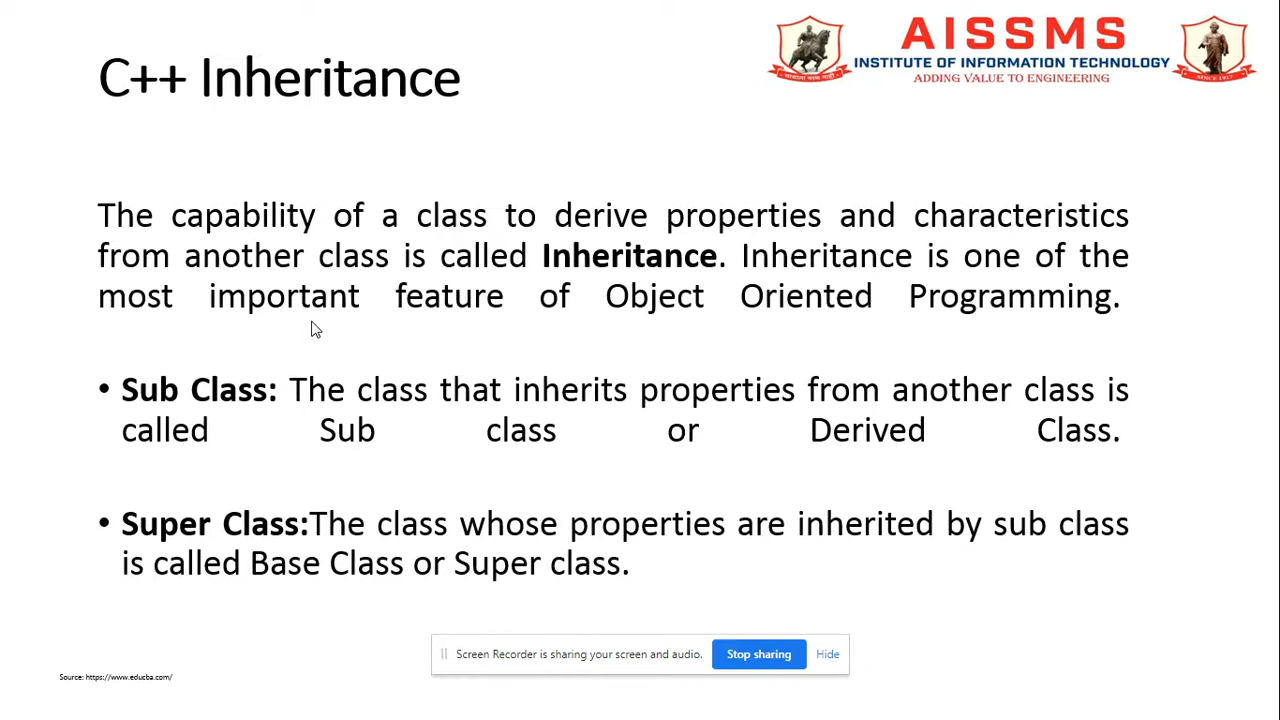 C++ Inheritance
AISSMS
INSTITUTE OF INFORMATION TECHNOLOGY
ADDING VALUE TO ENGINEERING
SINCE 1917
The capability of a class to derive properties and characteristics
from another class is called Inheritance. Inheritance is one of the
most important feature of Object Oriented Programming.
• Sub Class: The class that inherits properties from another class is
called Sub class or Derived Class.
• Super Class:The class whose properties are inherited by sub class
is called Base Class or Super class.
Screen Recorder is sharing your screen and audio. Stop sharing Hide
Source: https://www.educba.com/